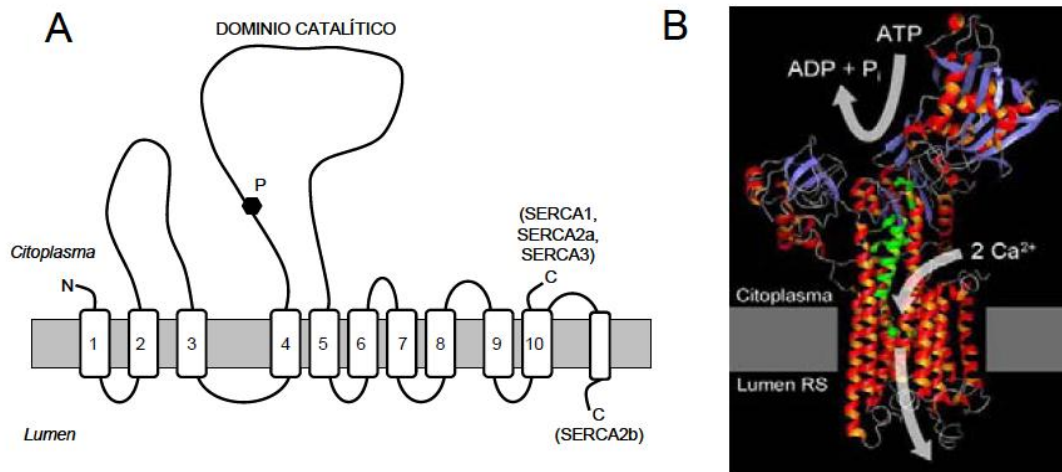 A
DOMINIO CATALÍTICO
P
(SERCA1,
SERCA2a,
SERCA3)
Citoplasma
N
C
1
2
3
4
5
6
7
8
9
10
C
(SERCA2b)
Lumen
B
ATP
ADP + Pi
2 Ca²⁺
Citoplasma
Lumen RS